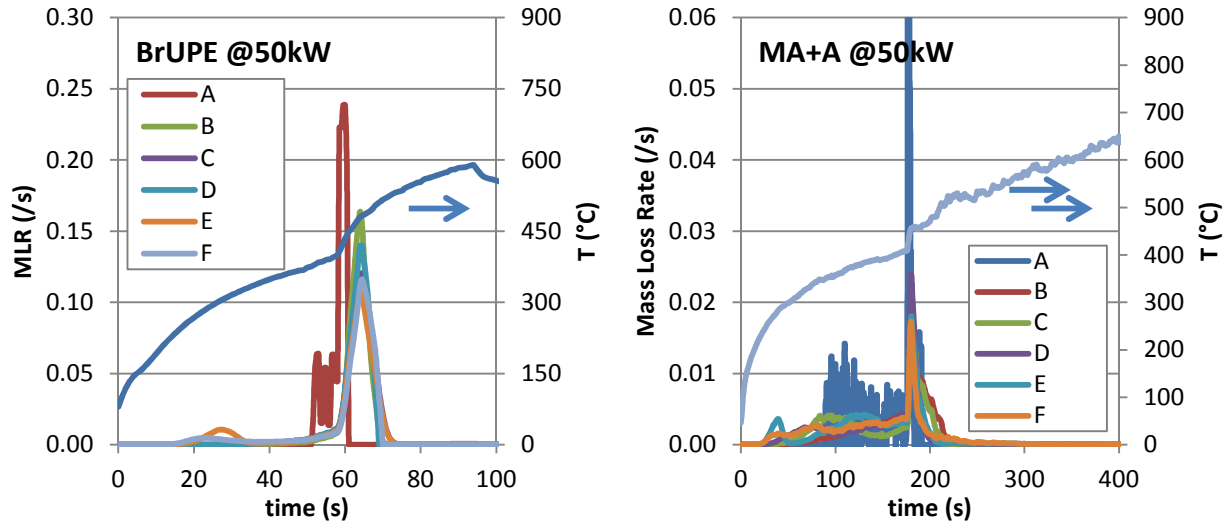 BrUPE @50kW
MLR (/s)
0.30
0.25
0.20
0.15
0.10
0.05
0.00
A
B
C
D
E
F
900
750
600
450
300
150
0
T (°C)
0 20 40 60 80 100
time (s)
MA+A @50kW
Mass Loss Rate (/s)
0.06
0.05
0.04
0.03
0.02
0.01
0.00
900
800
700
600
500
400
300
200
100
0
T (°C)
A
B
C
D
E
F
0 100 200 300 400
time (s)